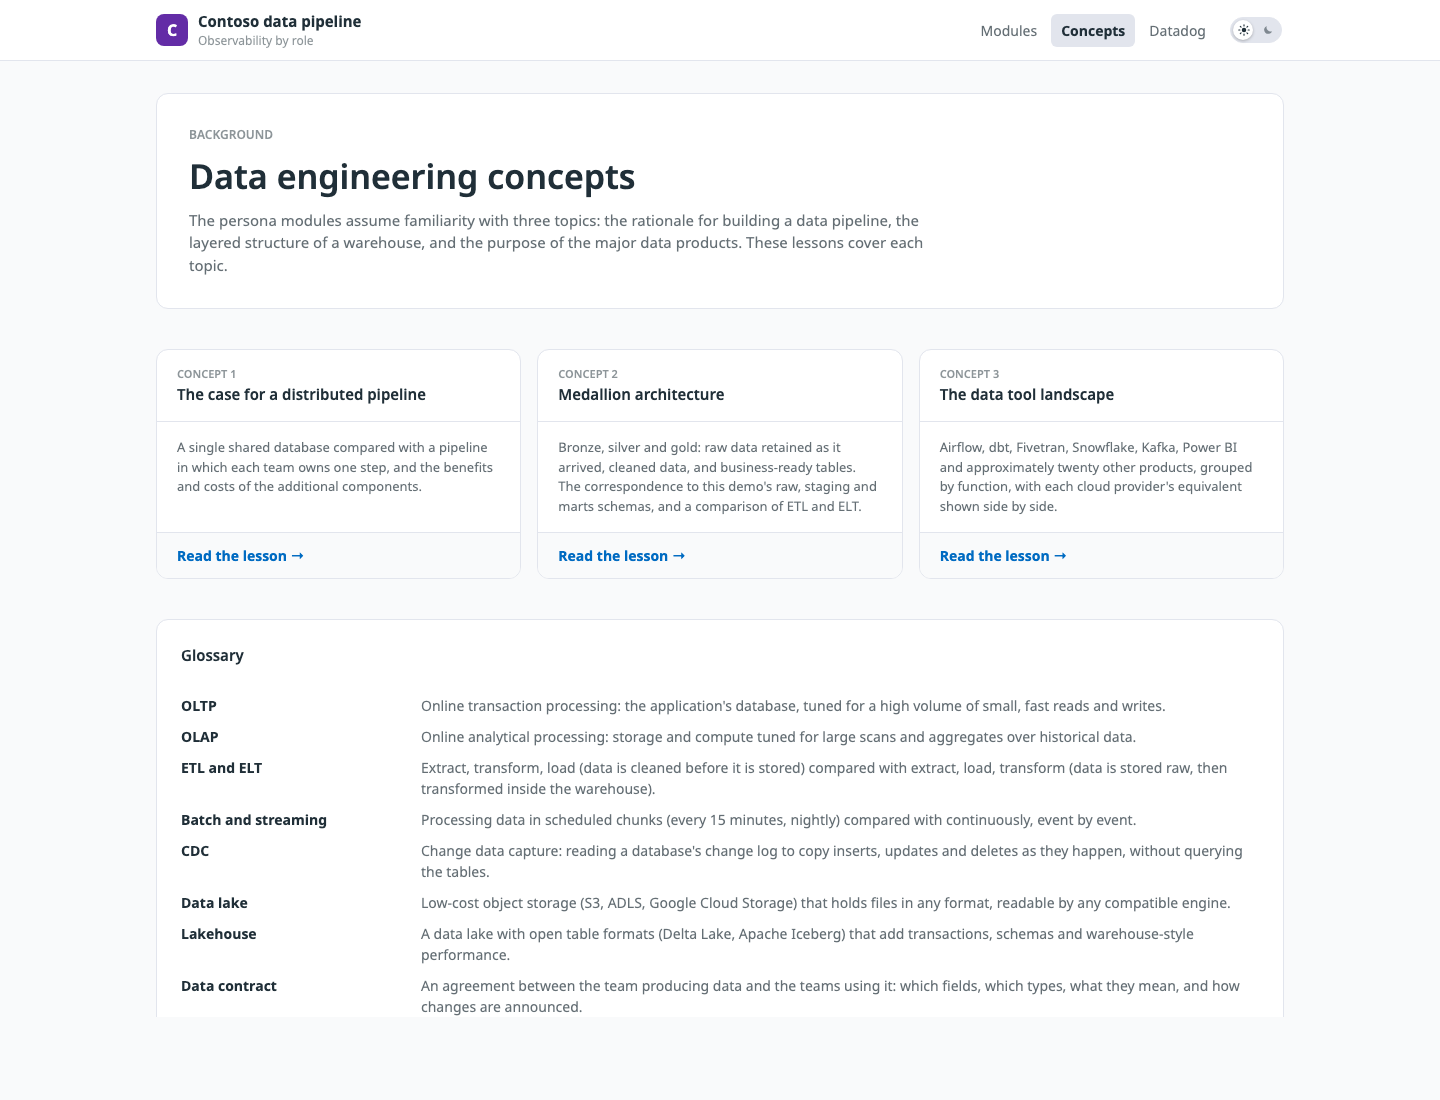 C
Contoso data pipeline
Observability by role
Modules
Concepts
Datadog
BACKGROUND
Data engineering concepts
The persona modules assume familiarity with three topics: the rationale for building a data pipeline, the
layered structure of a warehouse, and the purpose of the major data products. These lessons cover each
topic.
CONCEPT 1
The case for a distributed pipeline
A single shared database compared with a pipeline
in which each team owns one step, and the benefits
and costs of the additional components.
Read the lesson →
CONCEPT 2
Medallion architecture
Bronze, silver and gold: raw data retained as it
arrived, cleaned data, and business-ready tables.
The correspondence to this demo's raw, staging and
marts schemas, and a comparison of ETL and ELT.
Read the lesson →
CONCEPT 3
The data tool landscape
Airflow, dbt, Fivetran, Snowflake, Kafka, Power BI
and approximately twenty other products, grouped
by function, with each cloud provider's equivalent
shown side by side.
Read the lesson →
Glossary
OLTP
Online transaction processing: the application's database, tuned for a high volume of small, fast reads and writes.
OLAP
Online analytical processing: storage and compute tuned for large scans and aggregates over historical data.
ETL and ELT
Extract, transform, load (data is cleaned before it is stored) compared with extract, load, transform (data is stored raw, then
transformed inside the warehouse).
Batch and streaming
Processing data in scheduled chunks (every 15 minutes, nightly) compared with continuously, event by event.
CDC
Change data capture: reading a database's change log to copy inserts, updates and deletes as they happen, without querying
the tables.
Data lake
Low-cost object storage (S3, ADLS, Google Cloud Storage) that holds files in any format, readable by any compatible engine.
Lakehouse
A data lake with open table formats (Delta Lake, Apache Iceberg) that add transactions, schemas and warehouse-style
performance.
Data contract
An agreement between the team producing data and the teams using it: which fields, which types, what they mean, and how
changes are announced.